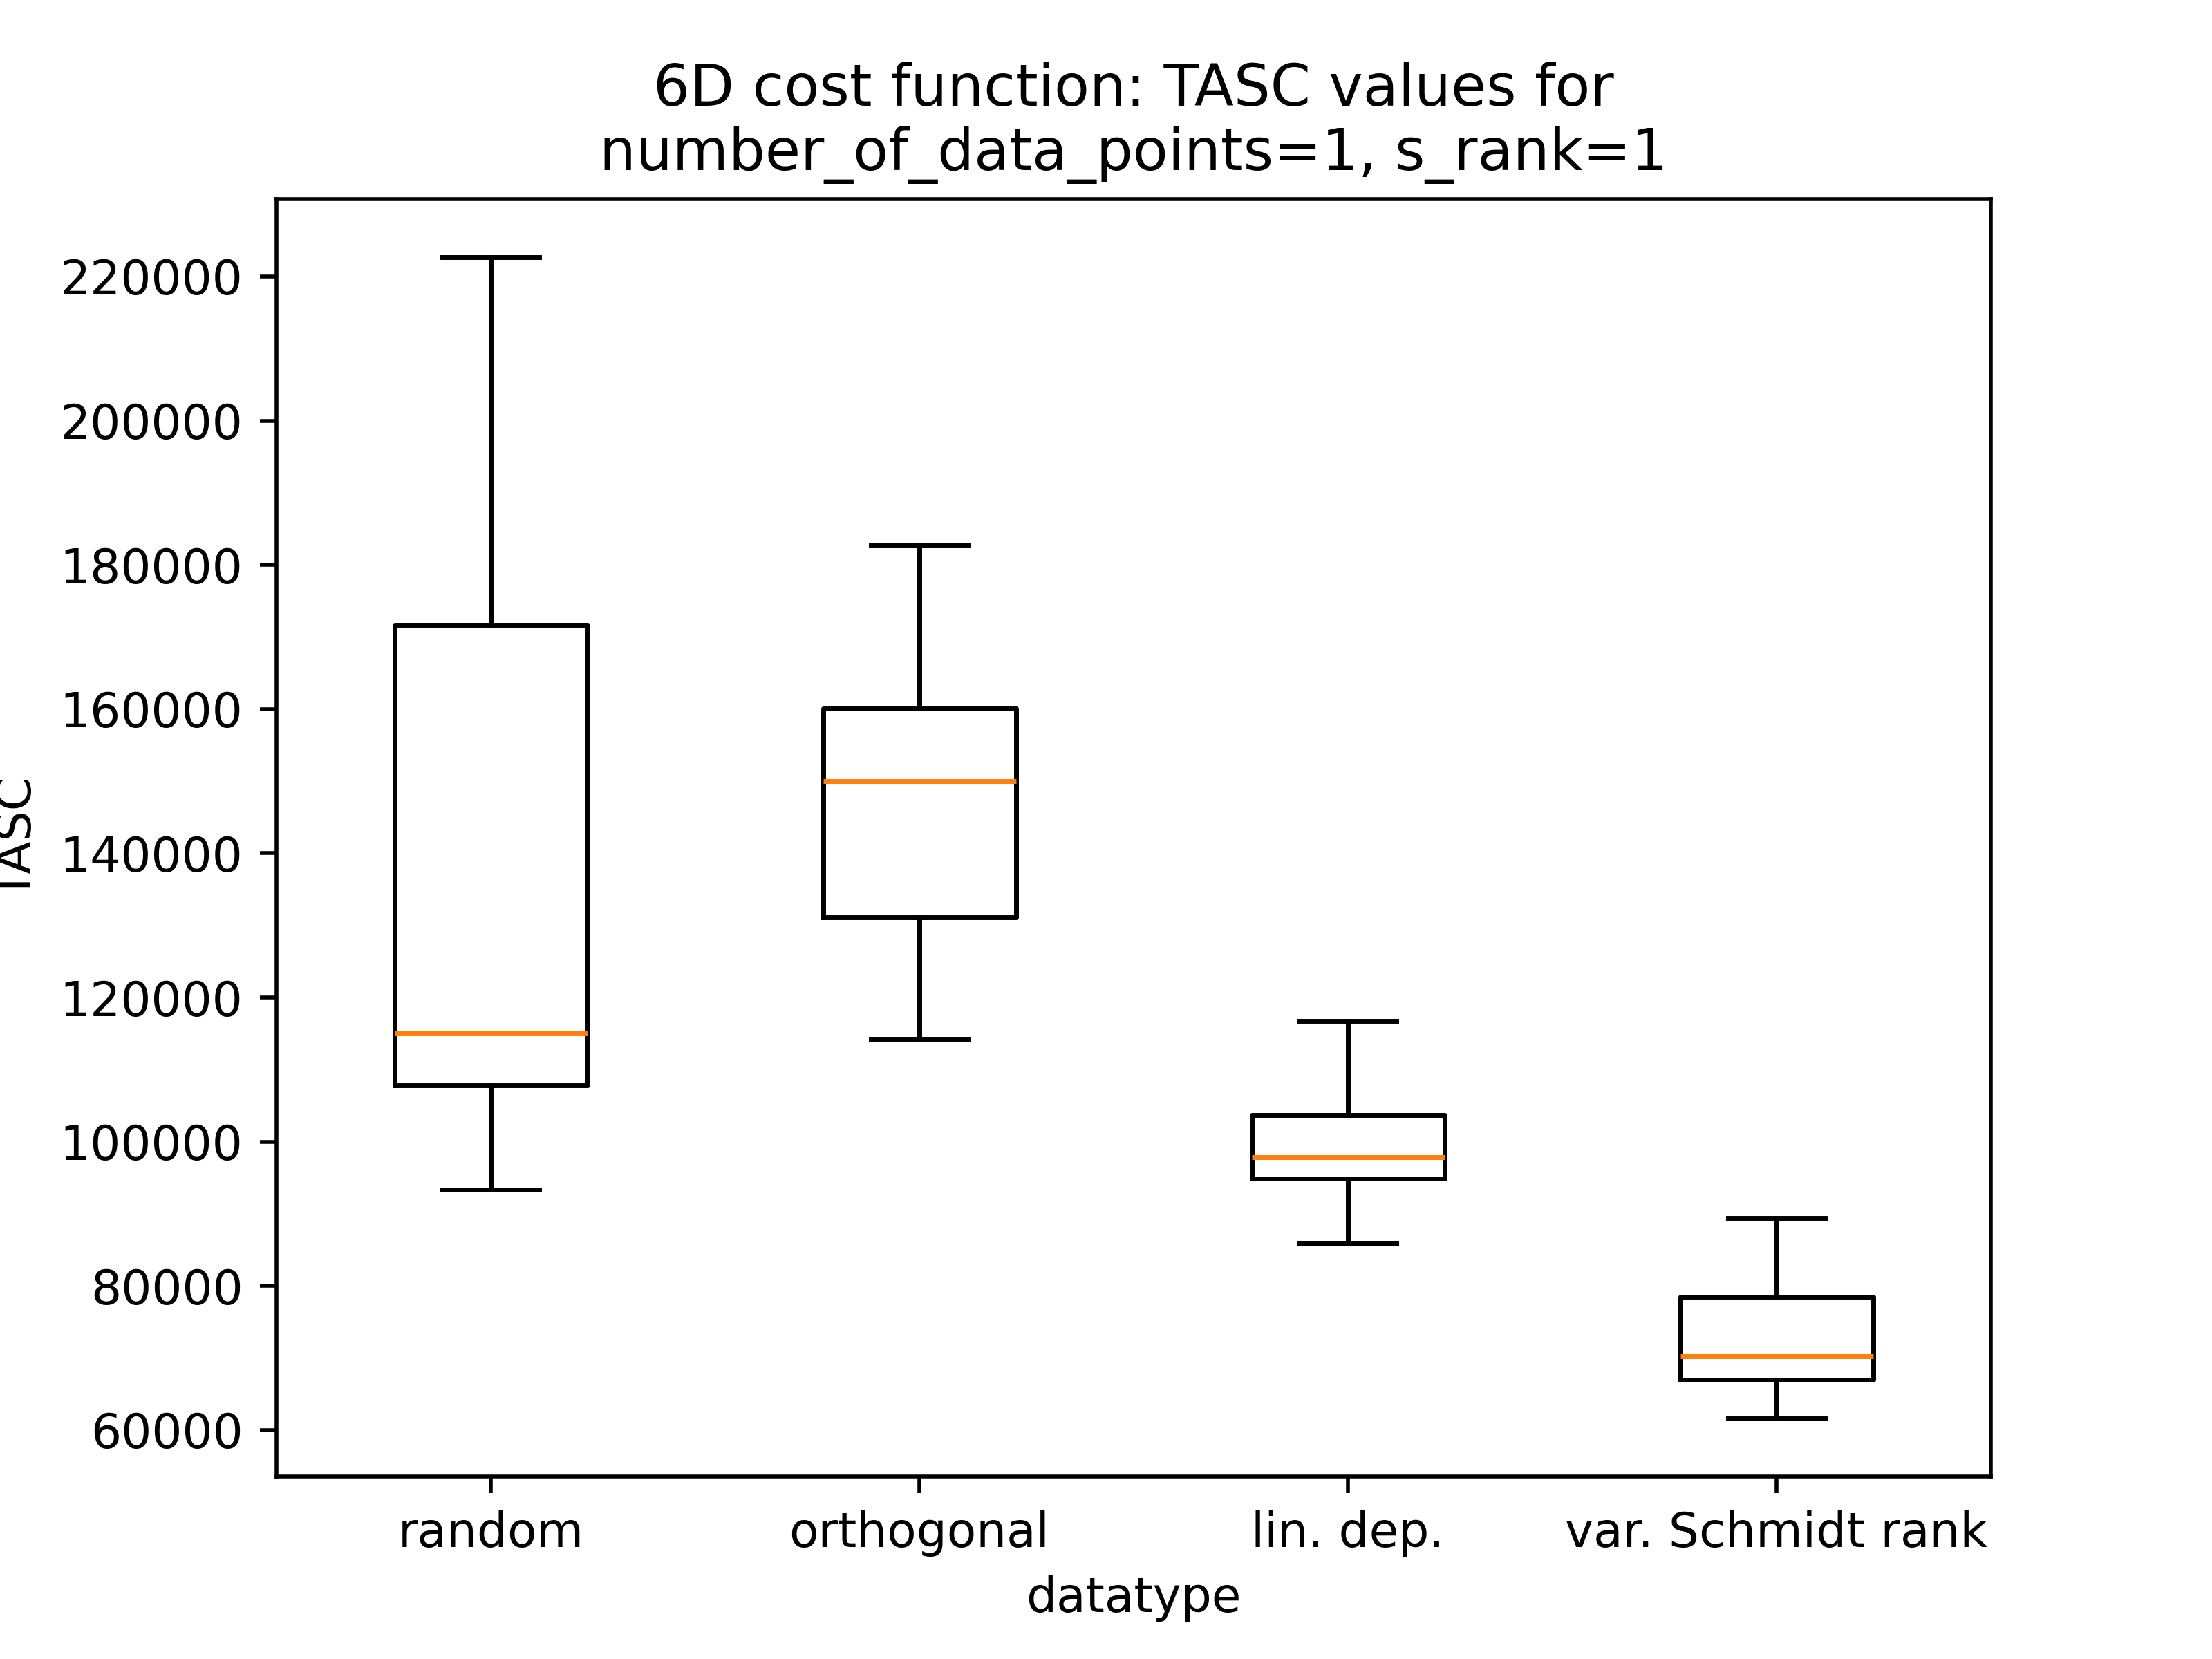 6D cost function: TASC values for
number_of_data_points=1, s_rank=1
220000
200000
180000
160000
140000
120000
100000
80000
60000
TASC
random
orthogonal
lin. dep.
var. Schmidt rank
datatype